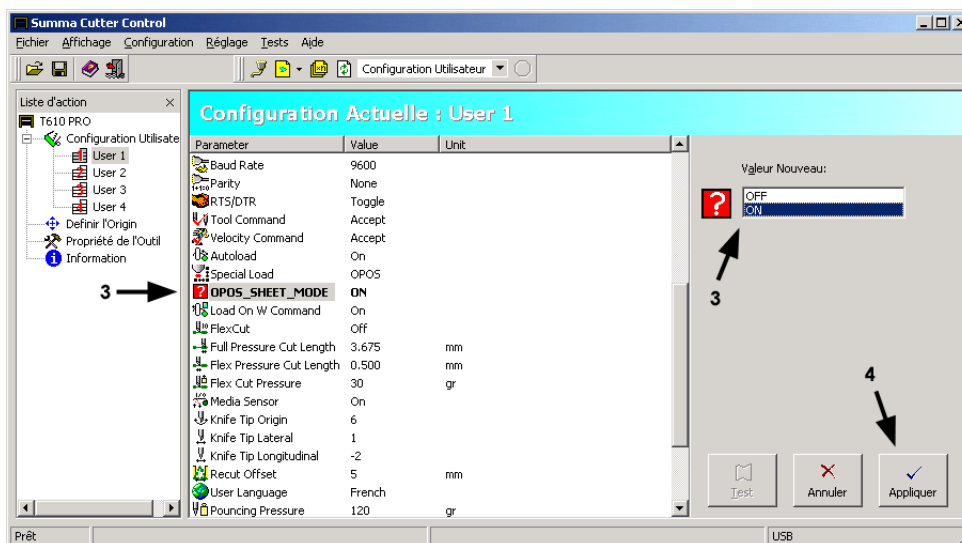 Summa Cutter Control
Fichier Affichage Configuration Réglage Tests Aide
Configuration Utilisateur
Liste d'action
T610 PRO
Configuration Utilisate
User 1
User 2
User 3
User 4
Definir l'Origin
Propriété de l'Outil
Information
Configuration Actuelle : User 1
Parameter Value Unit
Baud Rate 9600
Parity None
RTS/DTR Toggle
Tool Command Accept
Velocity Command Accept
Autoload On
Special Load OPOS
3 OPOS_SHEET_MODE ON
Load On W Command On
FlexCut Off
Full Pressure Cut Length 3.675 mm
Flex Pressure Cut Length 0.500 mm
Flex Cut Pressure 30 gr
Media Sensor On
Knife Tip Origin 6
Knife Tip Lateral 1
Knife Tip Longitudinal -2
Recut Offset 5 mm
User Language French
Pouncing Pressure 120 gr
Valeur Nouveau:
OFF
ON
3
4
Test Annuler Appliquer
Prêt USB